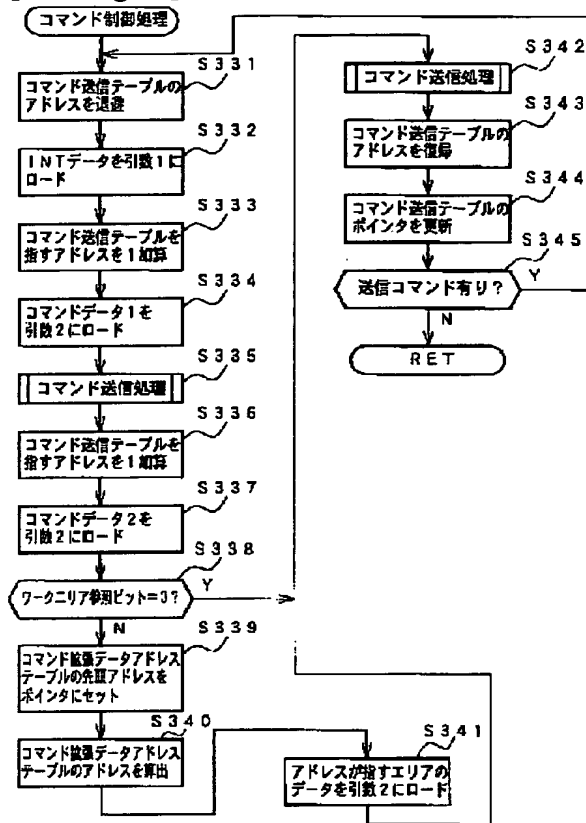 コマンド制御処理
S331
コマンド送信テーブルの
アドレスを退避
S332
INTデータを引数1に
ロード
S333
コマンド送信テーブルを
指すアドレスを1加算
S334
コマンドデータ1を
引数2にロード
S335
コマンド送信処理
S336
コマンド送信テーブルを
指すアドレスを1加算
S337
コマンドデータ2を
引数2にロード
S338
ワークエリア参照ビット=0?
Y
N
S339
コマンド拡張データアドレス
テーブルの先頭アドレスを
ポインタにセット
S340
コマンド拡張データアドレス
テーブルのアドレスを算出
S341
アドレスが指すエリアの
データを引数2にロード
S342
コマンド送信処理
S343
コマンド送信テーブルの
アドレスを復帰
S344
コマンド送信テーブルの
ポインタを更新
S345
送信コマンド有り?
Y
N
RET